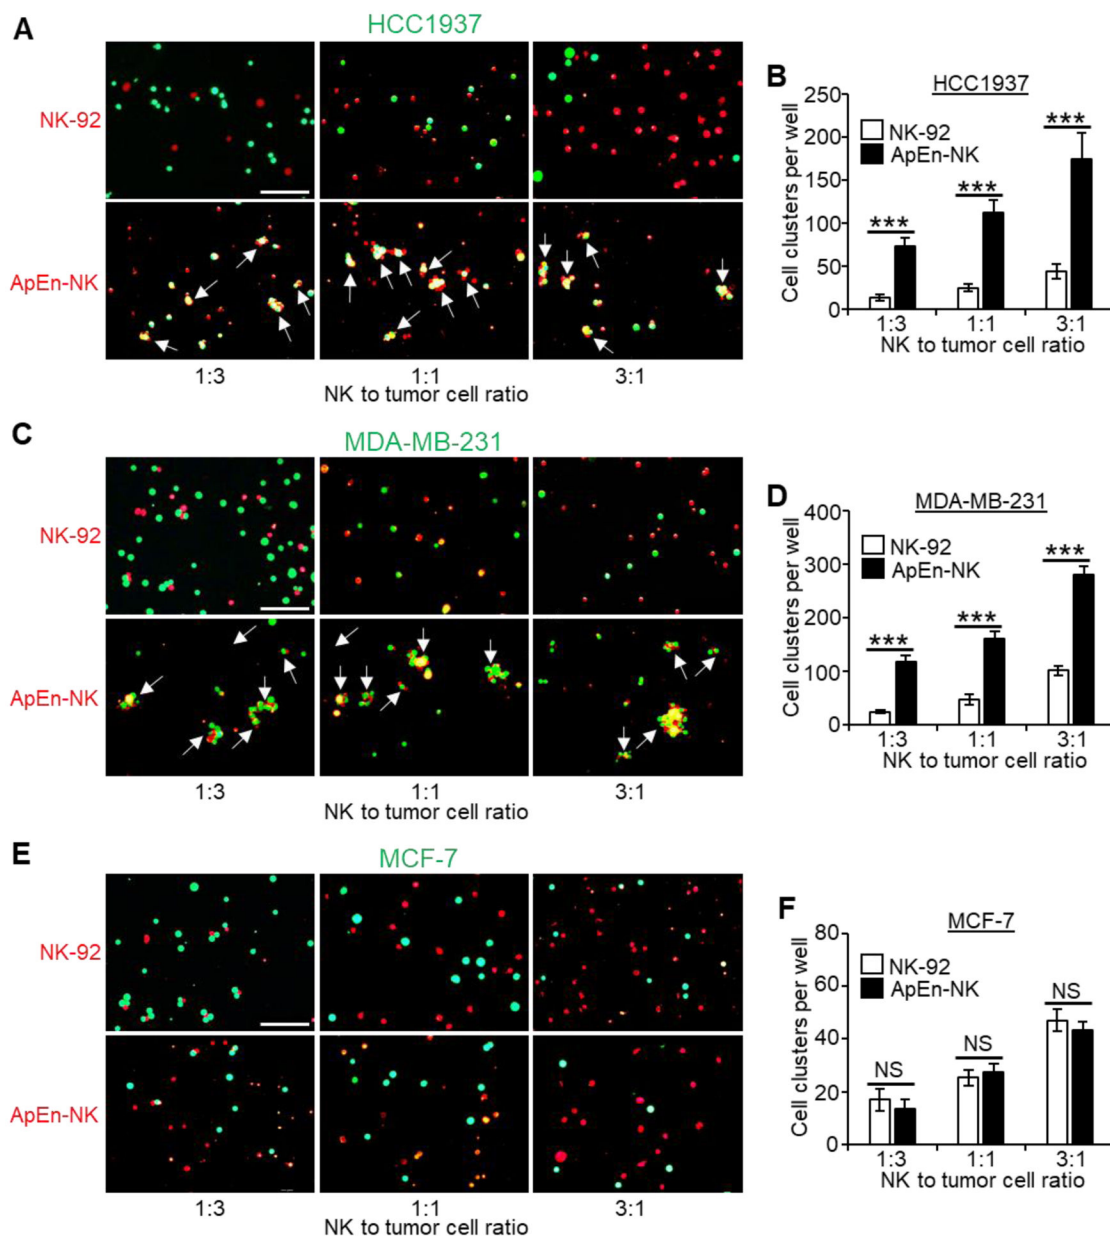 A
HCC1937
NK-92
ApEn-NK
1:3 1:1 3:1
NK to tumor cell ratio
B
HCC1937
Cell clusters per well
250
200
150
100
50
0
NK-92
ApEn-NK
*** *** ***
1:3 1:1 3:1
NK to tumor cell ratio
C
MDA-MB-231
NK-92
ApEn-NK
1:3 1:1 3:1
NK to tumor cell ratio
D
MDA-MB-231
Cell clusters per well
400
300
200
100
0
NK-92
ApEn-NK
*** *** ***
1:3 1:1 3:1
NK to tumor cell ratio
E
MCF-7
NK-92
ApEn-NK
1:3 1:1 3:1
NK to tumor cell ratio
F
MCF-7
Cell clusters per well
80
60
40
20
0
NK-92
ApEn-NK
NS NS NS
1:3 1:1 3:1
NK to tumor cell ratio